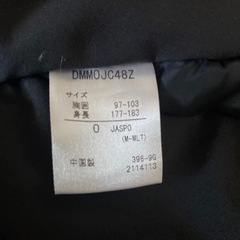 DMMOJC48Z
サイズ
胸囲 97-103
身長 177-183
O JASPO
(M-MLT)
中国製 396-9G
2114113